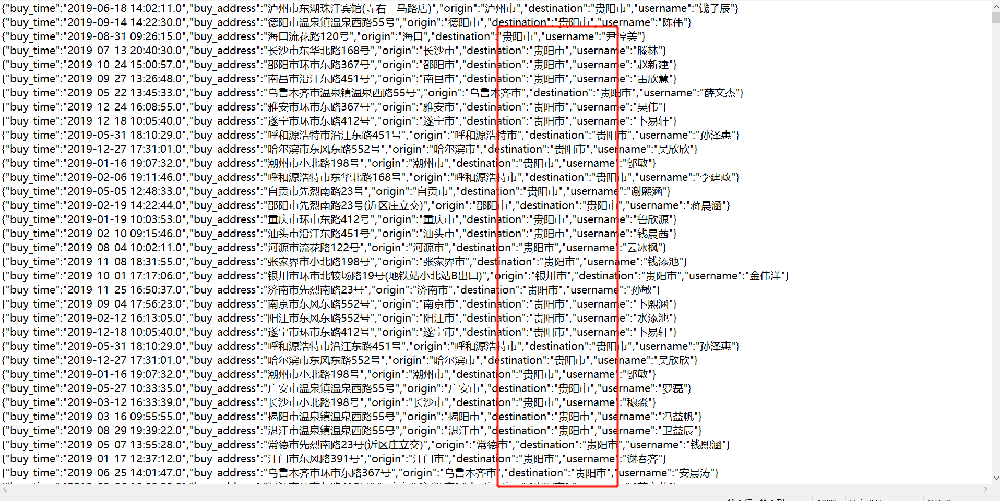 {"buy_time":"2019-06-18 14:02:11.0","buy_address":"泸州市东湖珠江宾馆(寺右一马路店)","origin":"泸州市","destination":"贵阳市","username":"钱子辰"}
{"buy_time":"2019-09-14 14:22:30.0","buy_address":"德阳市温泉镇温泉西路55号","origin":"德阳市","destination":"贵阳市","username":"陈伟"}
{"buy_time":"2019-08-31 09:26:15.0","buy_address":"海口流花路120号","origin":"海口","destination":"贵阳市","username":"尹淳美"}
{"buy_time":"2019-07-13 20:40:30.0","buy_address":"长沙市东华北路168号","origin":"长沙市","destination":"贵阳市","username":"滕林"}
{"buy_time":"2019-10-24 15:00:57.0","buy_address":"邵阳市环市东路367号","origin":"邵阳市","destination":"贵阳市","username":"赵新建"}
{"buy_time":"2019-09-27 13:26:48.0","buy_address":"南昌市沿江东路451号","origin":"南昌市","destination":"贵阳市","username":"雷欣慧"}
{"buy_time":"2019-05-22 13:45:33.0","buy_address":"乌鲁木齐市温泉镇温泉西路55号","origin":"乌鲁木齐市","destination":"贵阳市","username":"薛文杰"}
{"buy_time":"2019-12-24 16:08:55.0","buy_address":"雅安市环市东路367号","origin":"雅安市","destination":"贵阳市","username":"吴伟"}
{"buy_time":"2019-12-18 10:05:40.0","buy_address":"遂宁市环市东路412号","origin":"遂宁市","destination":"贵阳市","username":"卜易轩"}
{"buy_time":"2019-05-31 18:10:29.0","buy_address":"呼和源浩特市沿江东路451号","origin":"呼和源浩特市","destination":"贵阳市","username":"孙泽惠"}
{"buy_time":"2019-12-27 17:31:01.0","buy_address":"哈尔滨市东风东路552号","origin":"哈尔滨市","destination":"贵阳市","username":"吴欣欣"}
{"buy_time":"2019-01-16 19:07:32.0","buy_address":"潮州市小北路198号","origin":"潮州市","destination":"贵阳市","username":"邬敏"}
{"buy_time":"2019-02-06 19:11:46.0","buy_address":"呼和源浩特市东华北路168号","origin":"呼和源浩特市","destination":"贵阳市","username":"李建政"}
{"buy_time":"2019-05-05 12:48:33.0","buy_address":"自贡市先烈南路23号","origin":"自贡市","destination":"贵阳市","username":"谢熙涵"}
{"buy_time":"2019-02-19 14:22:44.0","buy_address":"邵阳市先烈南路23号(近区庄立交)","origin":"邵阳市","destination":"贵阳市","username":"蒋晨涵"}
{"buy_time":"2019-01-19 10:03:53.0","buy_address":"重庆市环市东路412号","origin":"重庆市","destination":"贵阳市","username":"鲁欣源"}
{"buy_time":"2019-02-10 09:15:46.0","buy_address":"汕头市沿江东路451号","origin":"汕头市","destination":"贵阳市","username":"钱晨茜"}
{"buy_time":"2019-08-04 10:02:11.0","buy_address":"河源市流花路122号","origin":"河源市","destination":"贵阳市","username":"云冰枫"}
{"buy_time":"2019-11-08 18:31:55.0","buy_address":"张家界市小北路198号","origin":"张家界市","destination":"贵阳市","username":"钱添池"}
{"buy_time":"2019-10-01 17:17:06.0","buy_address":"银川市环市北较场路19号(地铁站小北站B出口)","origin":"银川市","destination":"贵阳市","username":"金伟洋"}
{"buy_time":"2019-11-25 16:50:37.0","buy_address":"济南市先烈南路23号","origin":"济南市","destination":"贵阳市","username":"孙敏"}
{"buy_time":"2019-09-04 17:56:23.0","buy_address":"南京市东风东路552号","origin":"南京市","destination":"贵阳市","username":"卜熙涵"}
{"buy_time":"2019-02-12 16:13:05.0","buy_address":"阳江市东风东路552号","origin":"阳江市","destination":"贵阳市","username":"水添池"}
{"buy_time":"2019-12-18 10:05:40.0","buy_address":"遂宁市环市东路412号","origin":"遂宁市","destination":"贵阳市","username":"卜易轩"}
{"buy_time":"2019-05-31 18:10:29.0","buy_address":"呼和源浩特市沿江东路451号","origin":"呼和源浩特市","destination":"贵阳市","username":"孙泽惠"}
{"buy_time":"2019-12-27 17:31:01.0","buy_address":"哈尔滨市东风东路552号","origin":"哈尔滨市","destination":"贵阳市","username":"吴欣欣"}
{"buy_time":"2019-01-16 19:07:32.0","buy_address":"潮州市小北路198号","origin":"潮州市","destination":"贵阳市","username":"邬敏"}
{"buy_time":"2019-05-27 10:33:35.0","buy_address":"广安市温泉镇温泉西路55号","origin":"广安市","destination":"贵阳市","username":"罗磊"}
{"buy_time":"2019-03-12 16:33:39.0","buy_address":"长沙市小北路198号","origin":"长沙市","destination":"贵阳市","username":"穆淼"}
{"buy_time":"2019-03-16 09:55:55.0","buy_address":"揭阳市温泉镇温泉西路55号","origin":"揭阳市","destination":"贵阳市","username":"冯益帆"}
{"buy_time":"2019-08-29 19:39:22.0","buy_address":"湛江市温泉镇温泉西路55号","origin":"湛江市","destination":"贵阳市","username":"卫益辰"}
{"buy_time":"2019-05-07 13:55:28.0","buy_address":"常德市先烈南路23号(近区庄立交)","origin":"常德市","destination":"贵阳市","username":"钱熙涵"}
{"buy_time":"2019-01-17 12:37:12.0","buy_address":"江门市东风路391号","origin":"江门市","destination":"贵阳市","username":"谢春齐"}
{"buy_time":"2019-06-25 14:01:47.0","buy_address":"乌鲁木齐市环市东路367号","origin":"乌鲁木齐市","destination":"贵阳市","username":"安晨涛"}